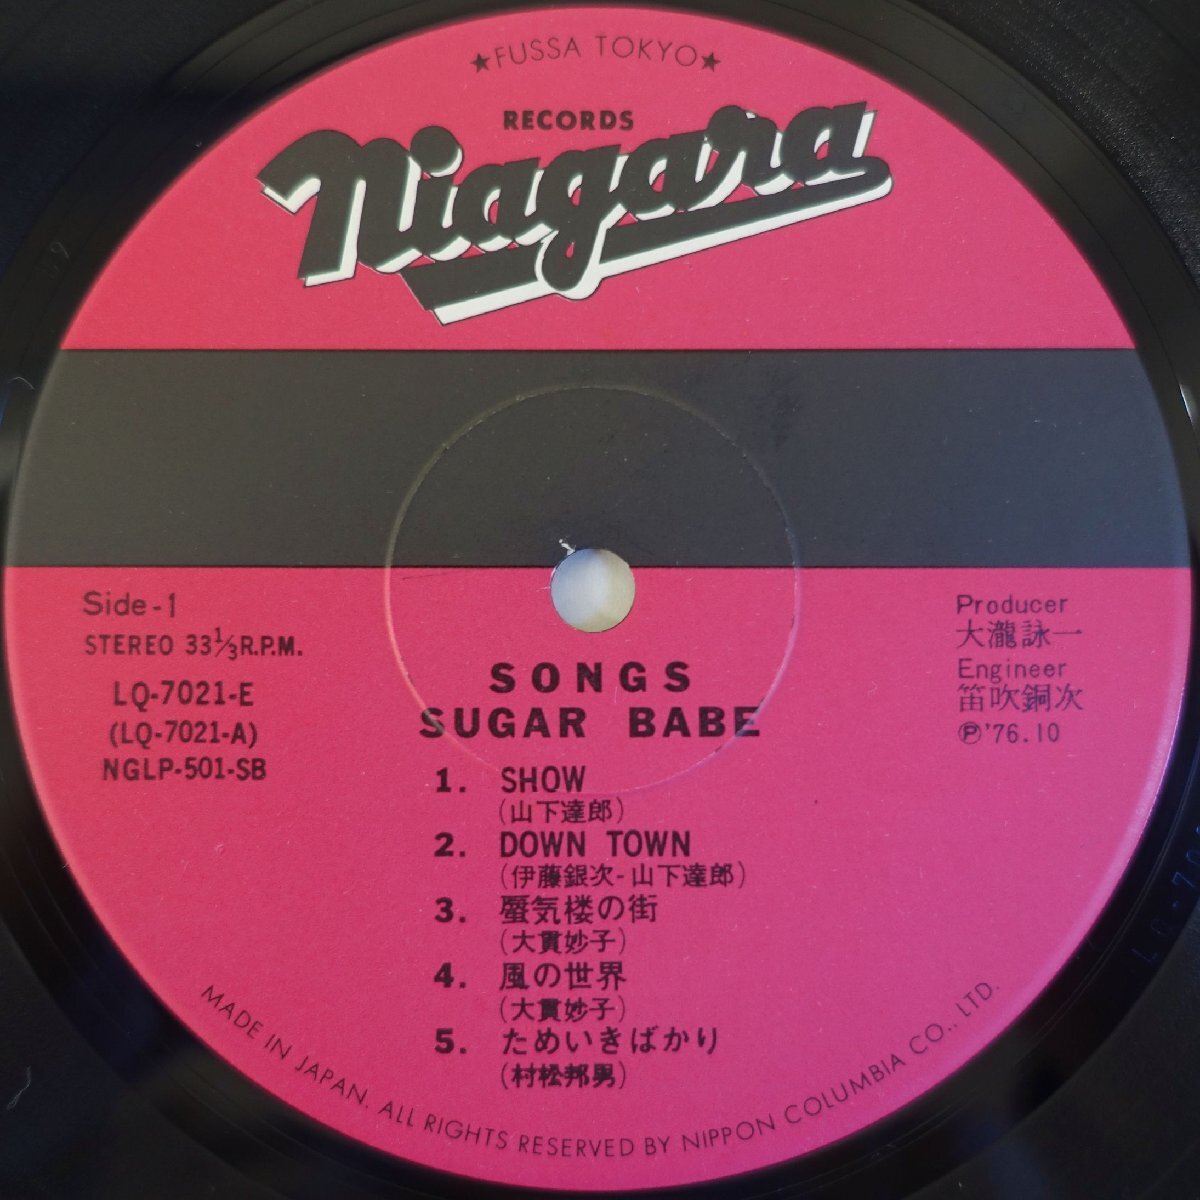 ★FUSSA TOKYO★
RECORDS
Niagara
Side-1
STEREO 33⅓R.P.M.
LQ-7021-E
(LQ-7021-A)
NGLP-501-SB
Producer
大瀧詠一
Engineer
笛吹銅次
Ⓟ'76.10
SONGS
SUGAR BABE
1. SHOW
(山下達郎)
2. DOWN TOWN
(伊藤銀次-山下達郎)
3. 蜃気楼の街
(大貫妙子)
4. 風の世界
(大貫妙子)
5. ためいきばかり
(村松邦男)
MADE IN JAPAN. ALL RIGHTS RESERVED BY NIPPON COLUMBIA CO., LTD.